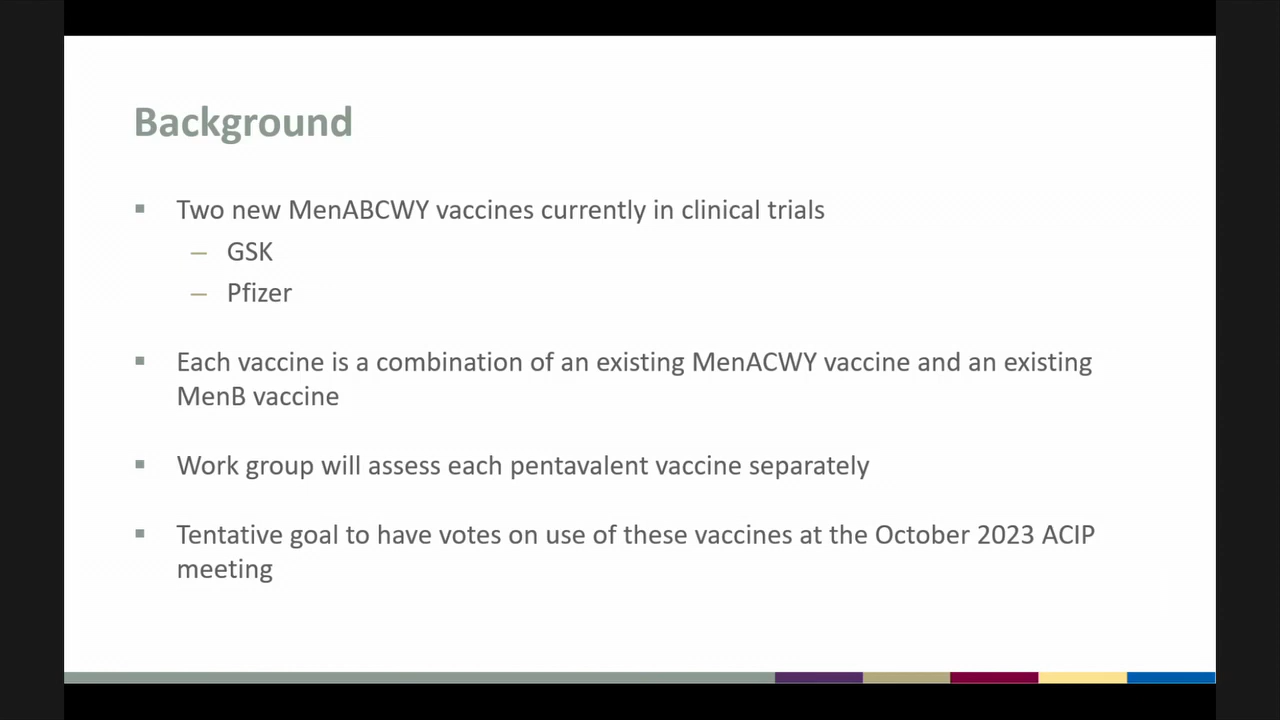 Background
▪ Two new MenABCWY vaccines currently in clinical trials
– GSK
– Pfizer
▪ Each vaccine is a combination of an existing MenACWY vaccine and an existing
MenB vaccine
▪ Work group will assess each pentavalent vaccine separately
▪ Tentative goal to have votes on use of these vaccines at the October 2023 ACIP
meeting